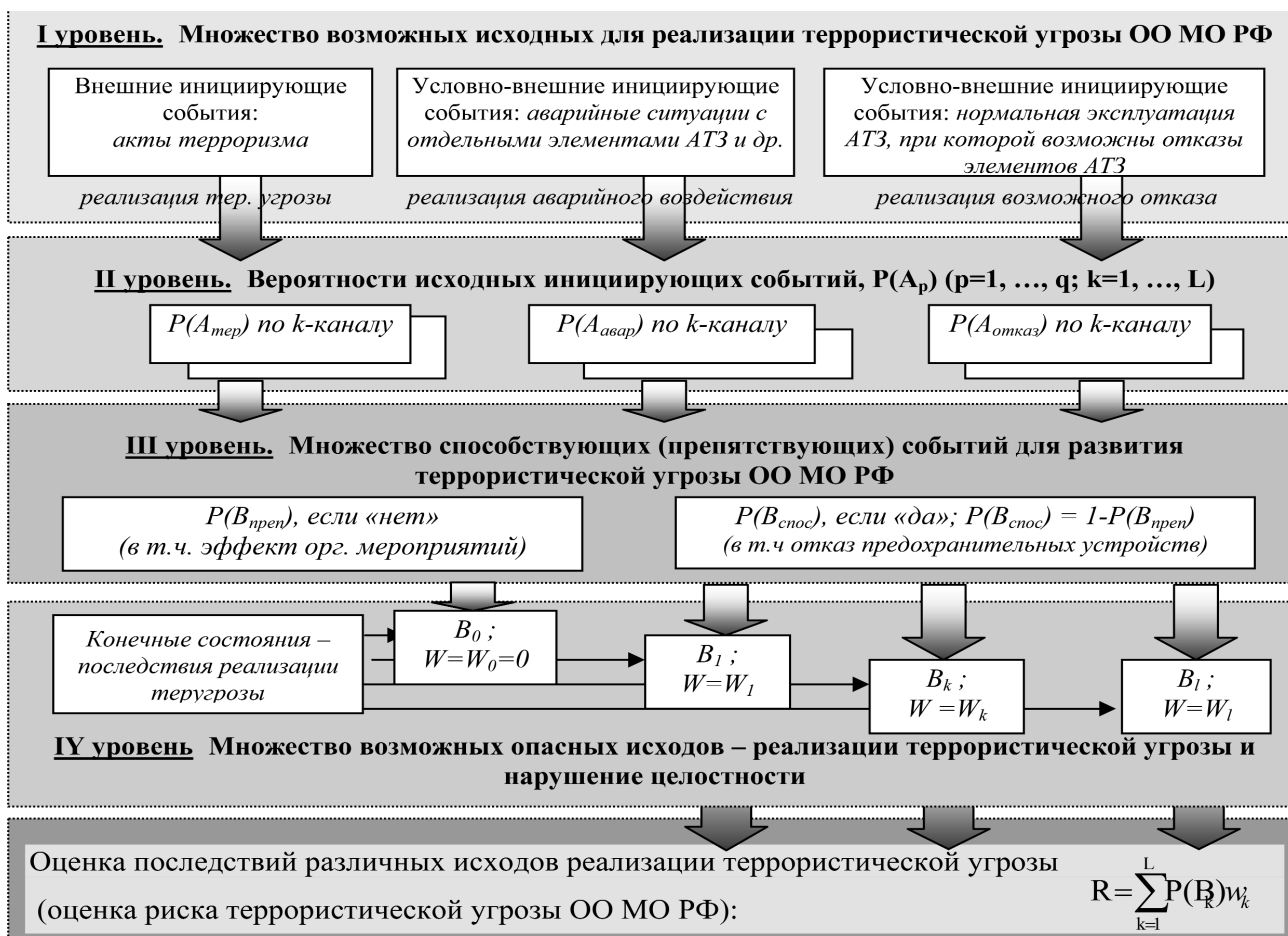 I уровень. Множество возможных исходных для реализации террористической угрозы ОО МО РФ
Внешние инициирующие
события:
акты терроризма
Условно-внешние инициирующие
события: аварийные ситуации с
отдельными элементами АТЗ и др.
Условно-внешние инициирующие
события: нормальная эксплуатация
АТЗ, при которой возможны отказы
элементов АТЗ
реализация тер. угрозы
реализация аварийного воздействия
реализация возможного отказа
II уровень. Вероятности исходных инициирующих событий, P(Ap) (p=1, …, q; k=1, …, L)
P(Aтер) по k-каналу
P(Aавар) по k-каналу
P(Aотказ) по k-каналу
III уровень. Множество способствующих (препятствующих) событий для развития
террористической угрозы ОО МО РФ
P(Bпреп), если «нет»
(в т.ч. эффект орг. мероприятий)
P(Bспос), если «да»; P(Bспос) = 1-P(Bпреп)
(в т.ч отказ предохранительных устройств)
Конечные состояния –
последствия реализации
теругрозы
B0 ;
W=W0=0
B1 ;
W=W1
Bk ;
W =Wk
Bl ;
W=Wl
IY уровень Множество возможных опасных исходов – реализации террористической угрозы и
нарушение целостности
Оценка последствий различных исходов реализации террористической угрозы
(оценка риска террористической угрозы ОО МО РФ):
L
R=∑P(Bk)wk
k=1